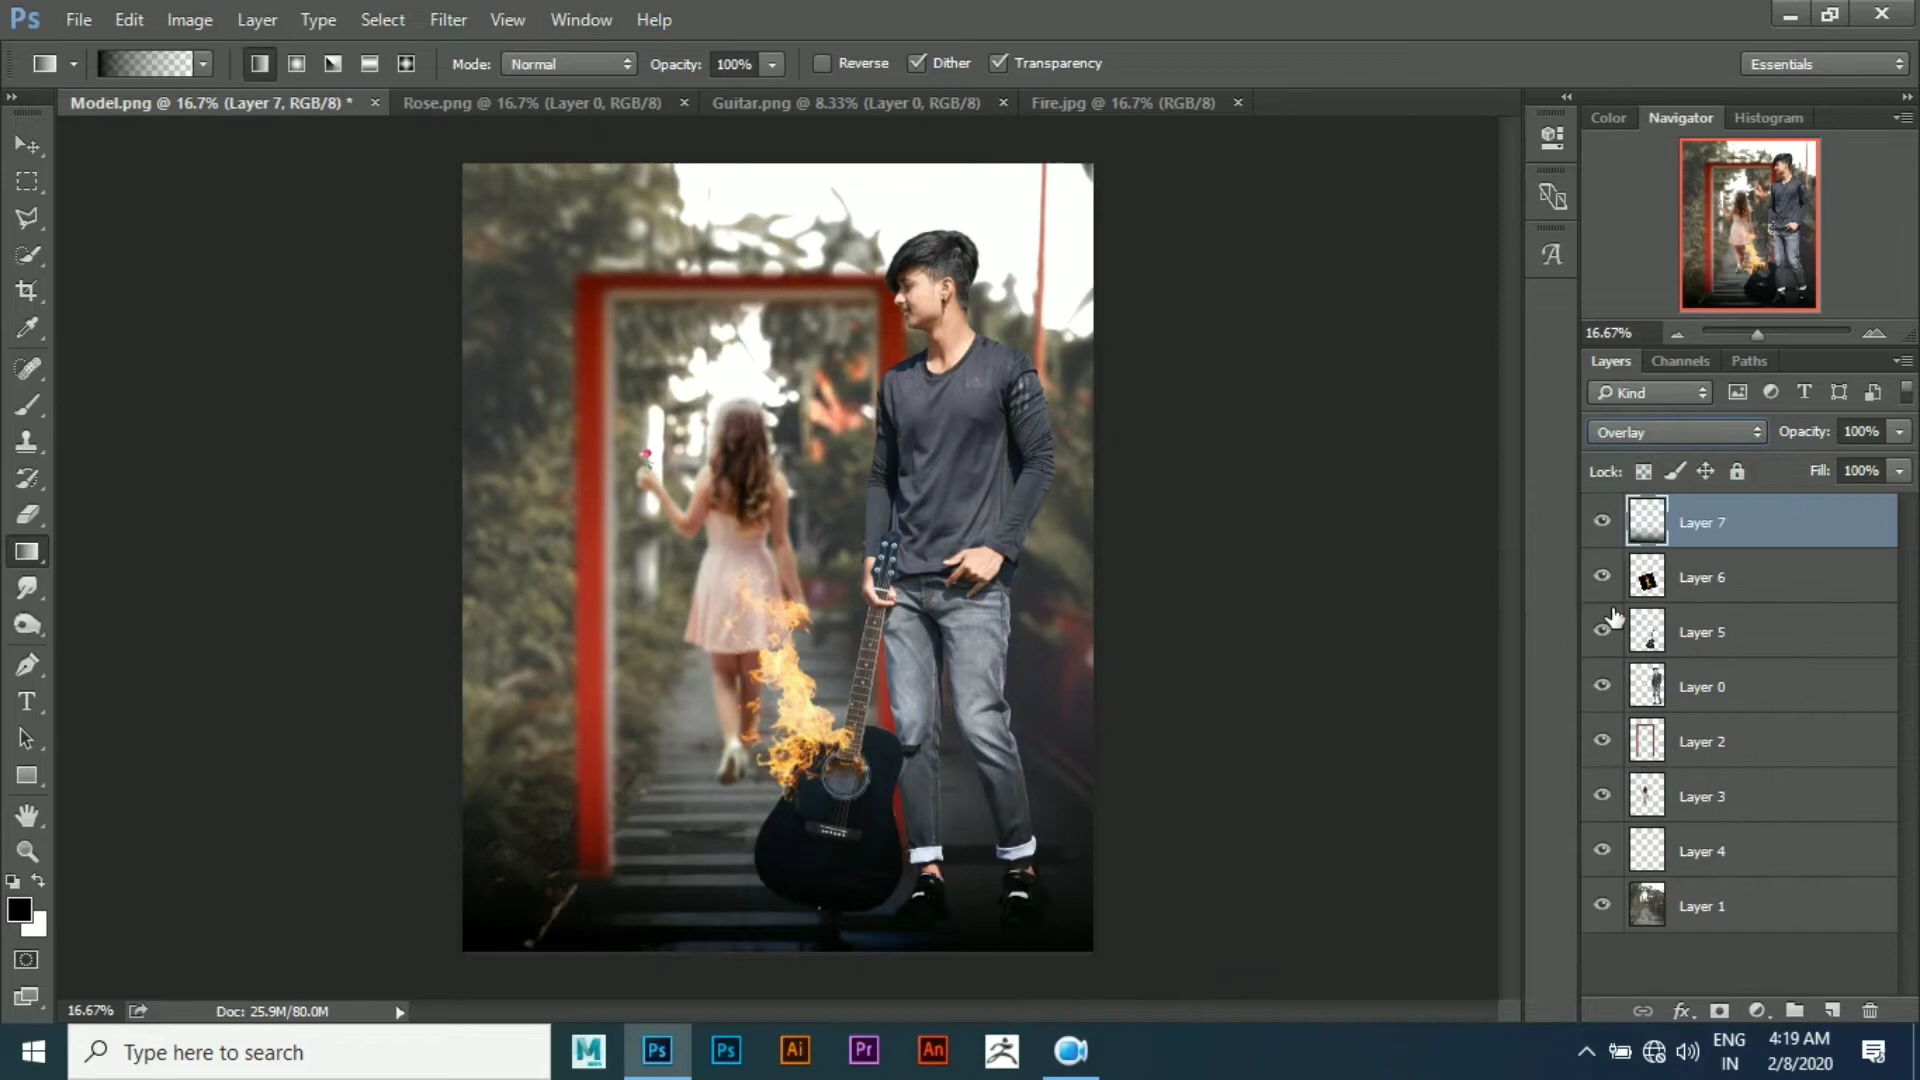 Ps File Edit Image Layer Type Select Filter View Window Help
Mode: Normal Opacity: 100% Reverse Dither Transparency Essentials
Model.png @ 16.7% (Layer 7, RGB/8) * × Rose.png @ 16.7% (Layer 0, RGB/8) × Guitar.png @ 8.33% (Layer 0, RGB/8) × Fire.jpg @ 16.7% (RGB/8) ×
Color Navigator Histogram
16.67%
Layers Channels Paths
Kind
Overlay Opacity: 100%
Lock: Fill: 100%
Layer 7
Layer 6
Layer 5
Layer 0
Layer 2
Layer 3
Layer 4
Layer 1
16.67% Doc: 25.9M/80.0M
Type here to search
M Ps Ps Ai Pr An
ENG
IN
4:19 AM
2/8/2020